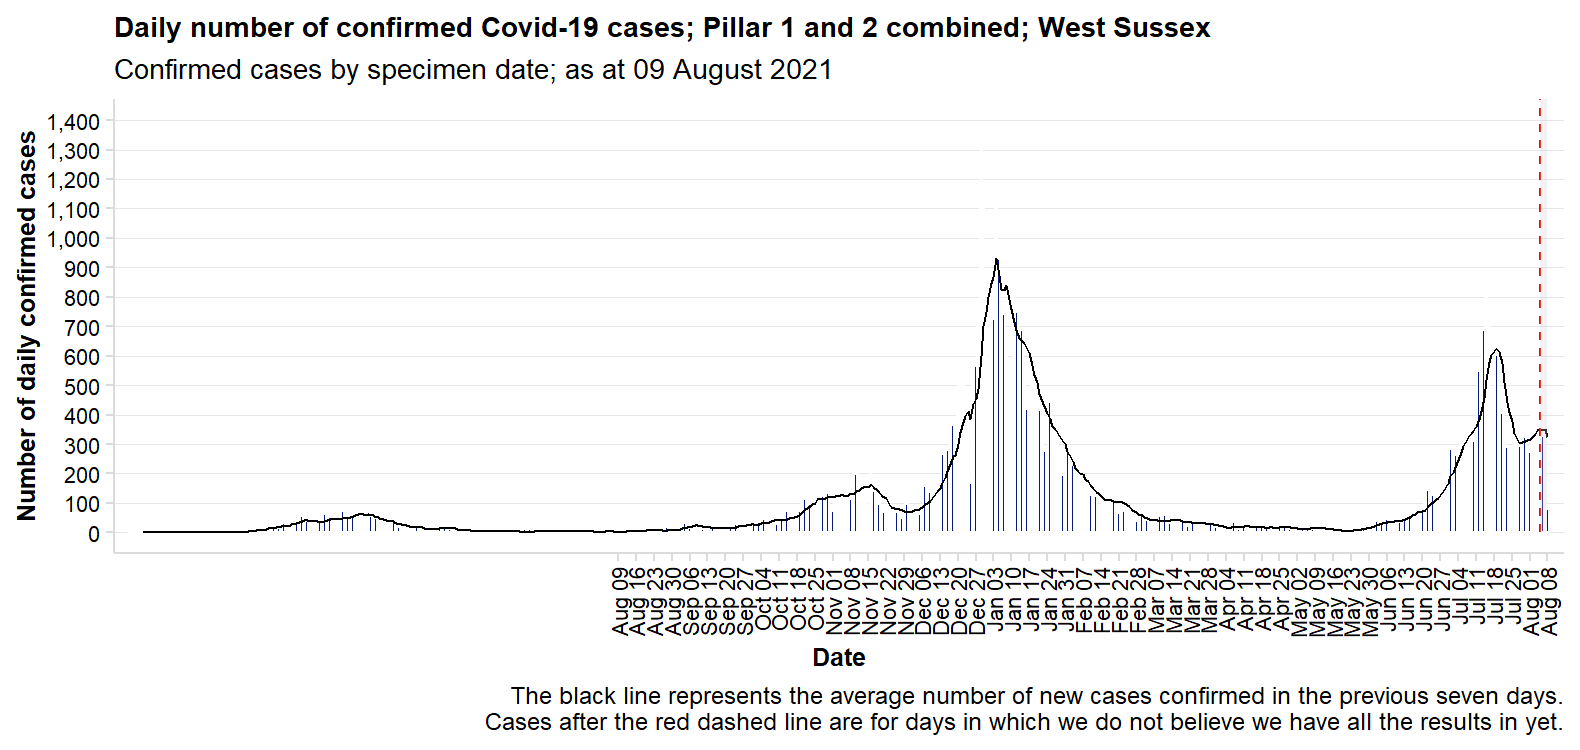 Daily number of confirmed Covid-19 cases; Pillar 1 and 2 combined; West Sussex
Confirmed cases by specimen date; as at 09 August 2021
Number of daily confirmed cases
1,400
1,300
1,200
1,100
1,000
900
800
700
600
500
400
300
200
100
0
Aug 09
Aug 16
Aug 23
Aug 30
Sep 06
Sep 13
Sep 20
Sep 27
Oct 04
Oct 11
Oct 18
Oct 25
Nov 01
Nov 08
Nov 15
Nov 22
Nov 29
Dec 06
Dec 13
Dec 20
Dec 27
Jan 03
Jan 10
Jan 17
Jan 24
Jan 31
Feb 07
Feb 14
Feb 21
Feb 28
Mar 07
Mar 14
Mar 21
Mar 28
Apr 04
Apr 11
Apr 18
Apr 25
May 02
May 09
May 16
May 23
May 30
Jun 06
Jun 13
Jun 20
Jun 27
Jul 04
Jul 11
Jul 18
Jul 25
Aug 01
Aug 08
Date
The black line represents the average number of new cases confirmed in the previous seven days.
Cases after the red dashed line are for days in which we do not believe we have all the results in yet.